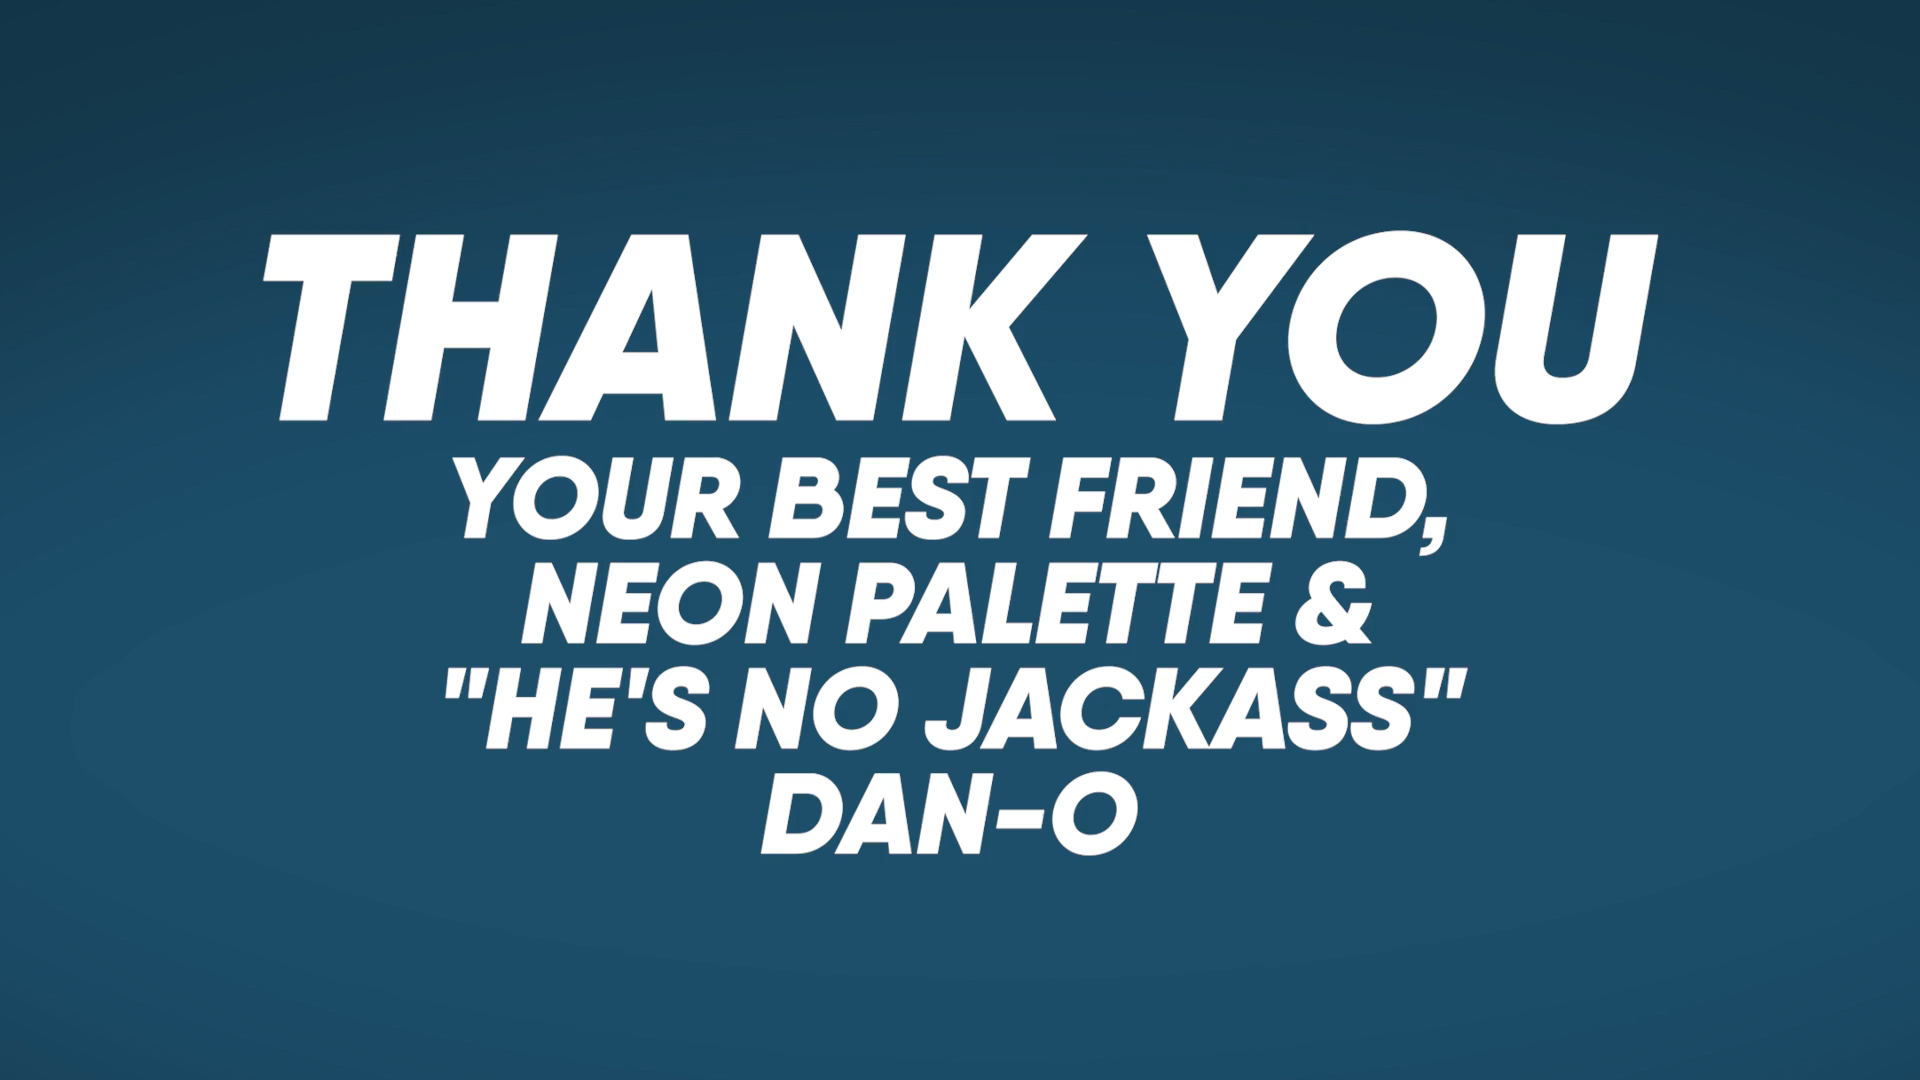 THANK YOU
YOUR BEST FRIEND,
NEON PALETTE &
"HE'S NO JACKASS"
DAN-O